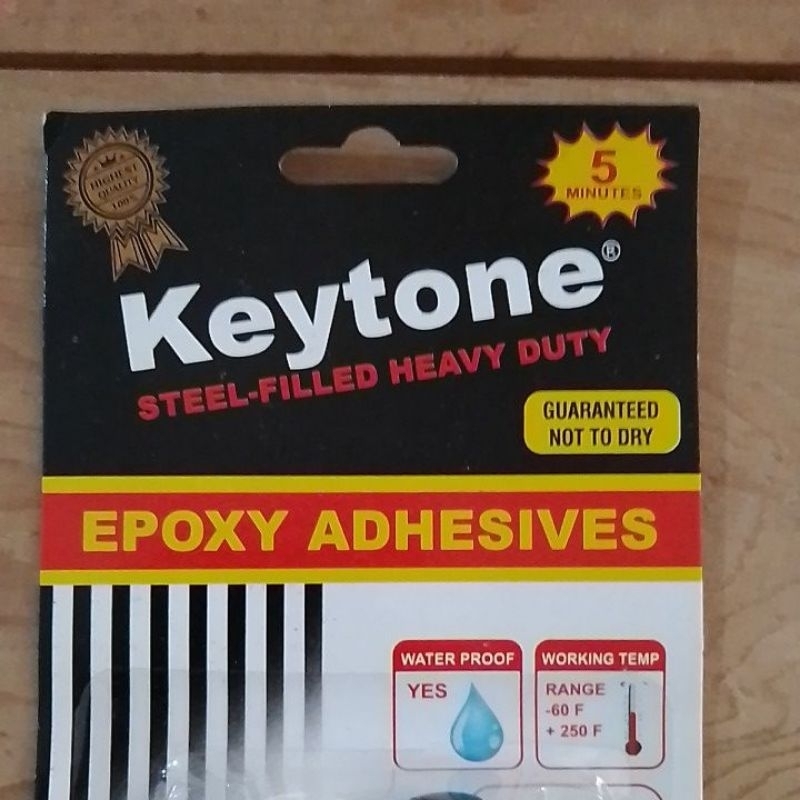 HIGHEST
QUALITY
100%
5
MINUTES
Keytone®
STEEL-FILLED HEAVY DUTY
GUARANTEED
NOT TO DRY
EPOXY ADHESIVES
WATER PROOF
YES
WORKING TEMP
RANGE
-60 F
+ 250 F